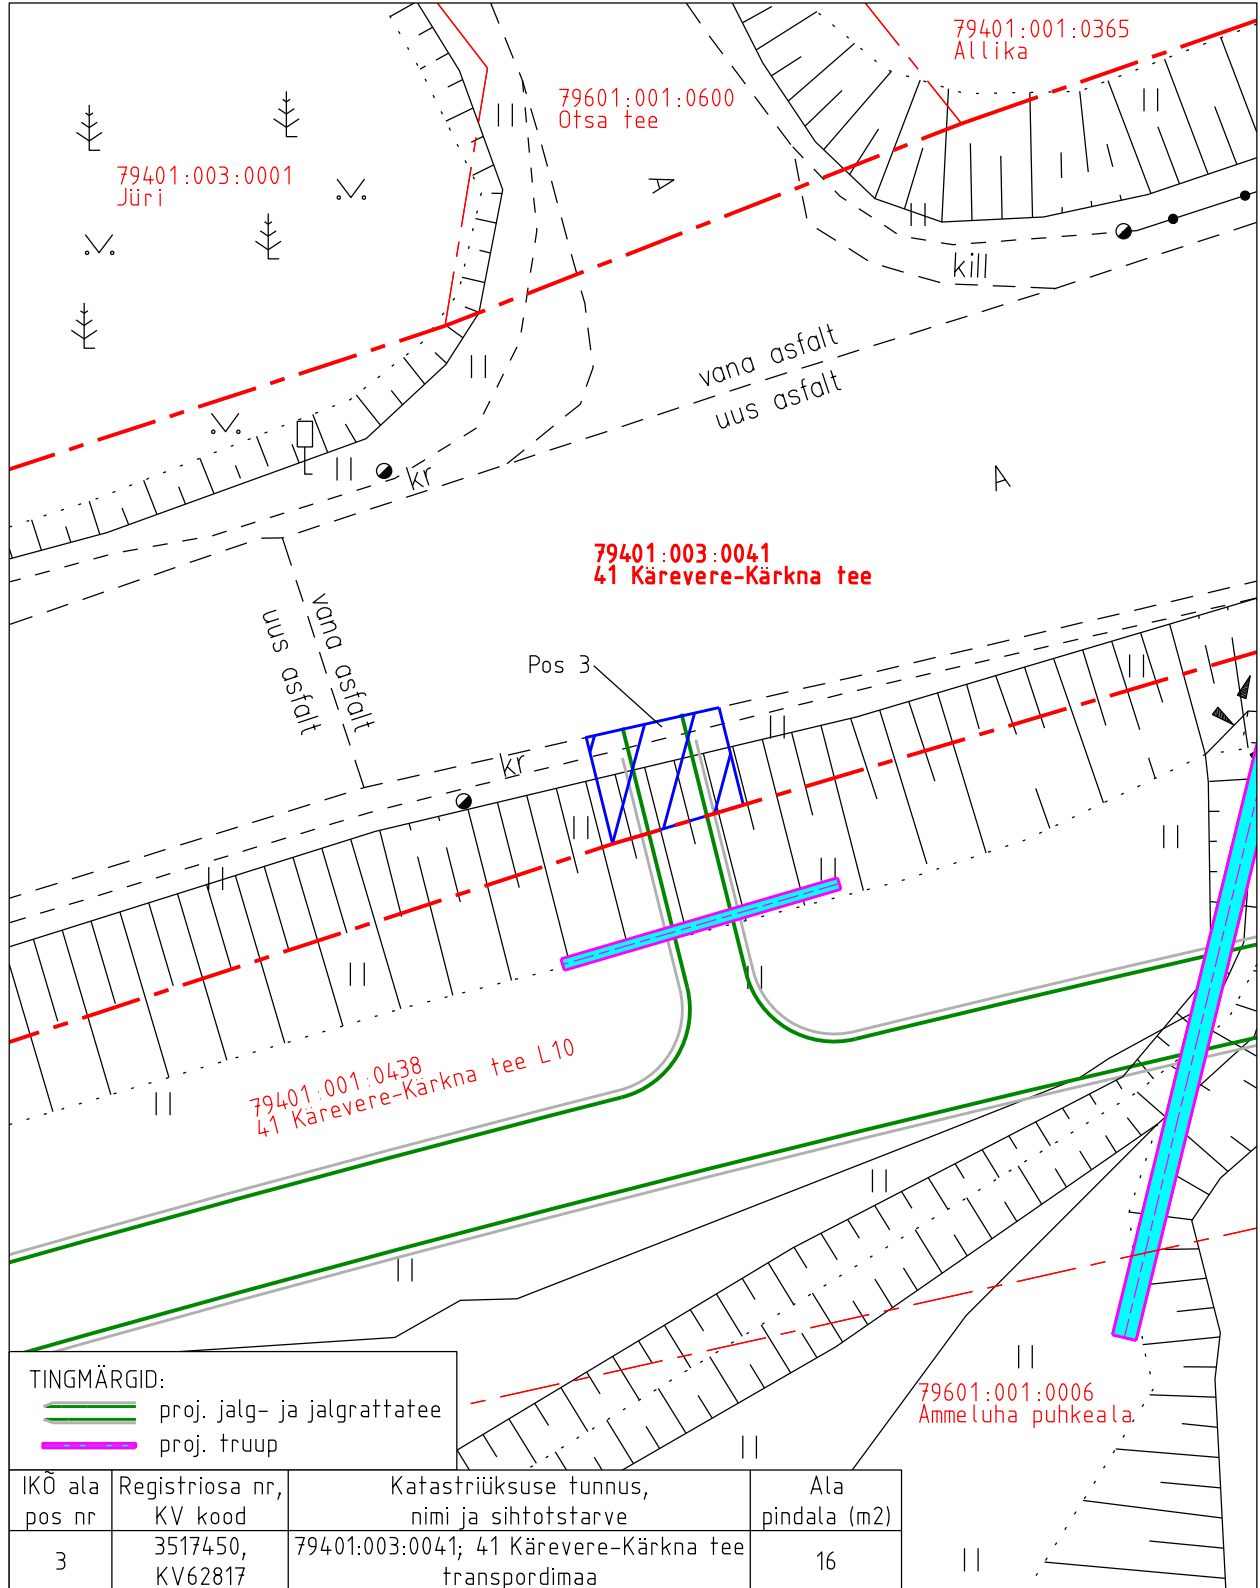 79401:001:0365
Allika
79601:001:0600
Otsa tee
79401:003:0001
Jüri
A
kill
vana asfalt
uus asfalt
kr
A
79401:003:0041
41 Kärevere-Kärkna tee
vana asfalt
uus asfalt
Pos 3
kr
79401:001:0438
41 Kärevere-Kärkna tee L10
79601:001:0006
Ammeluha puhkeala
TINGMÄRGID:
proj. jalg- ja jalgrattatee
proj. truup
IKÕ ala
pos nr
Registriosa nr,
KV kood
Katastriüksuse tunnus,
nimi ja sihtotstarve
Ala
pindala (m2)
3
3517450,
KV62817
79401:003:0041; 41 Kärevere-Kärkna tee
transpordimaa
16